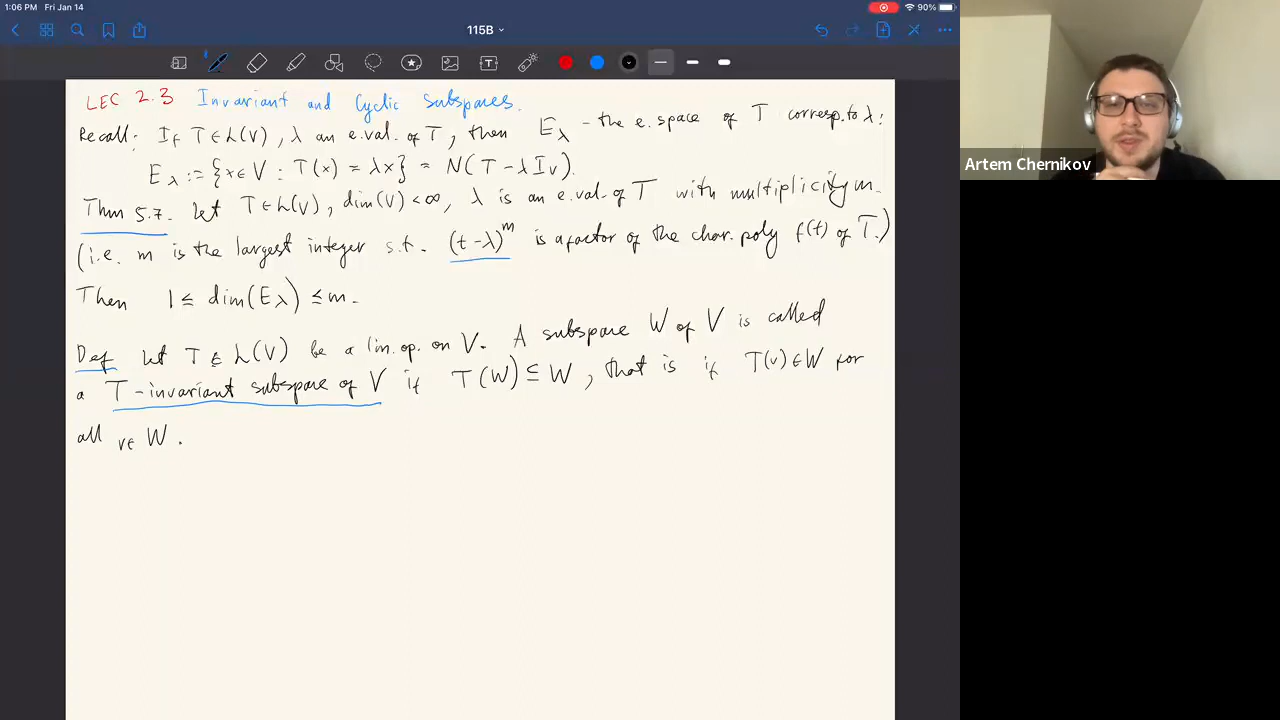 1:06 PM Fri Jan 14
90%
115B
LEC 2.3 Invariant and Cyclic Subspaces.
Recall: If T∈L(V), λ an e.val. of T, then E_λ - the e. space of T corresp. to λ:
E_λ := {x∈V : T(x) = λx} = N(T - λI_V).
Thm 5.7. Let T∈L(V), dim(V)<∞, λ is an e.val. of T with multiplicity m.
(i.e. m is the largest integer s.t. (t-λ)^m is a factor of the char. poly f(t) of T.)
Then 1 ≤ dim(E_λ) ≤ m.
Def Let T∈L(V) be a lin. op. on V. A subspace W of V is called
a T-invariant subspace of V if T(W) ⊆ W, that is if T(v)∈W for
all v∈ W.
Artem Chernikov